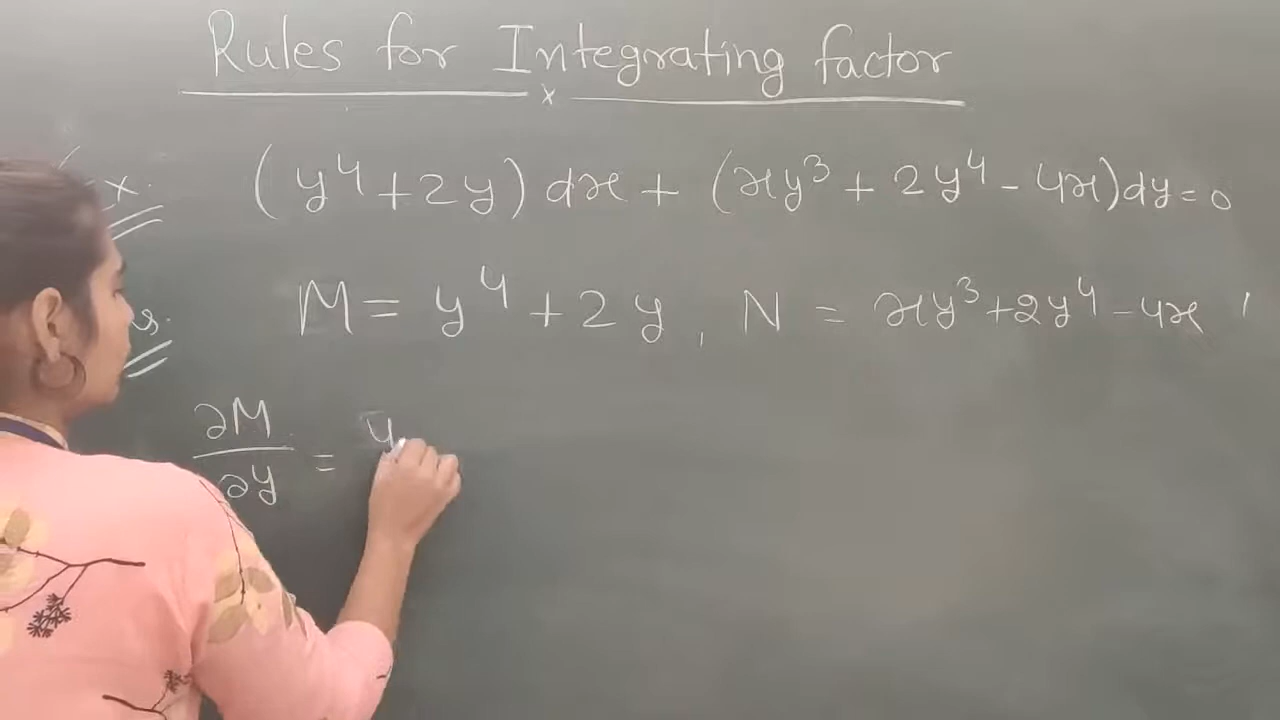 Rules for Integrating factor
x
x. (y⁴+2y) dx + (xy³ + 2y⁴ - 4x)dy = 0
s. M = y⁴ + 2y , N = xy³ + 2y⁴ - 4x
∂M/∂y = 4